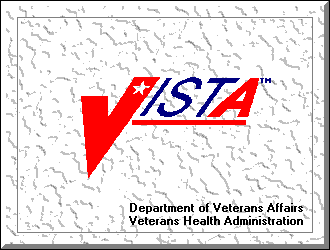 VISTA™
Department of Veterans Affairs
Veterans Health Administration